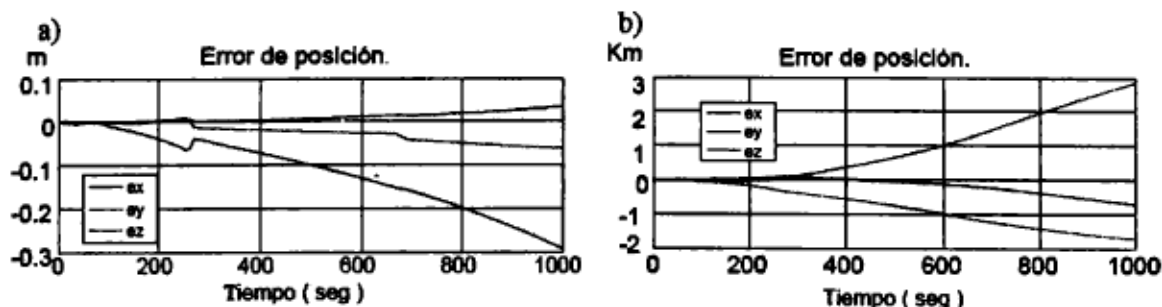 a)
m
Error de posición.
0.1
0
-0.1
-0.2
-0.3
ex
ey
ez
0 200 400 600 800 1000
Tiempo ( seg )
b)
Km
Error de posición.
3
2
1
0
-1
-2
ex
ey
ez
0 200 400 600 800 1000
Tiempo ( seg )